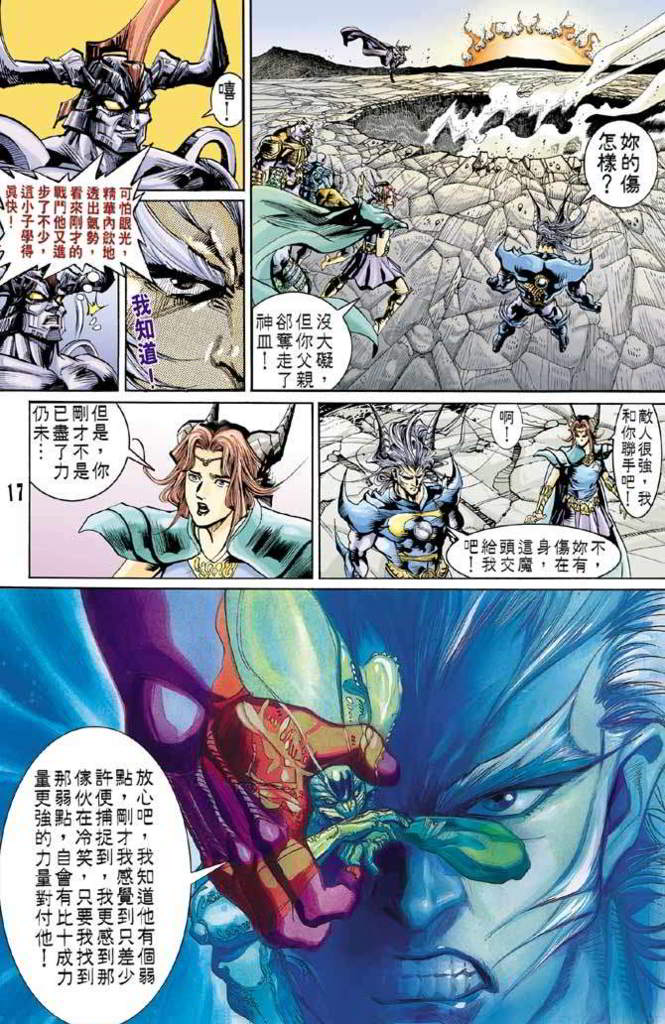 妳的傷
怎樣?
沒大礙,
但你父親
卻奪走了
神血!
嘻!
可怕眼光,
精華內歛地
透出氣勢,
看來剛才的
戰鬥他又進
步了不少,
這小子學得
眞快!
我知道!
敵人很強,我
和你聯手吧!
啊!
不,
妳有
傷在
身,
這魔
頭交
給我
吧!
但是,你
剛才不是
已盡了力
仍未…
17
放心吧,我知道他有個弱
點,剛才我感覺到只差少
許便捕捉到,我更感到那
傢伙在冷笑,只要我找到
那弱點,自會有比十成力
量更強的力量對付他!